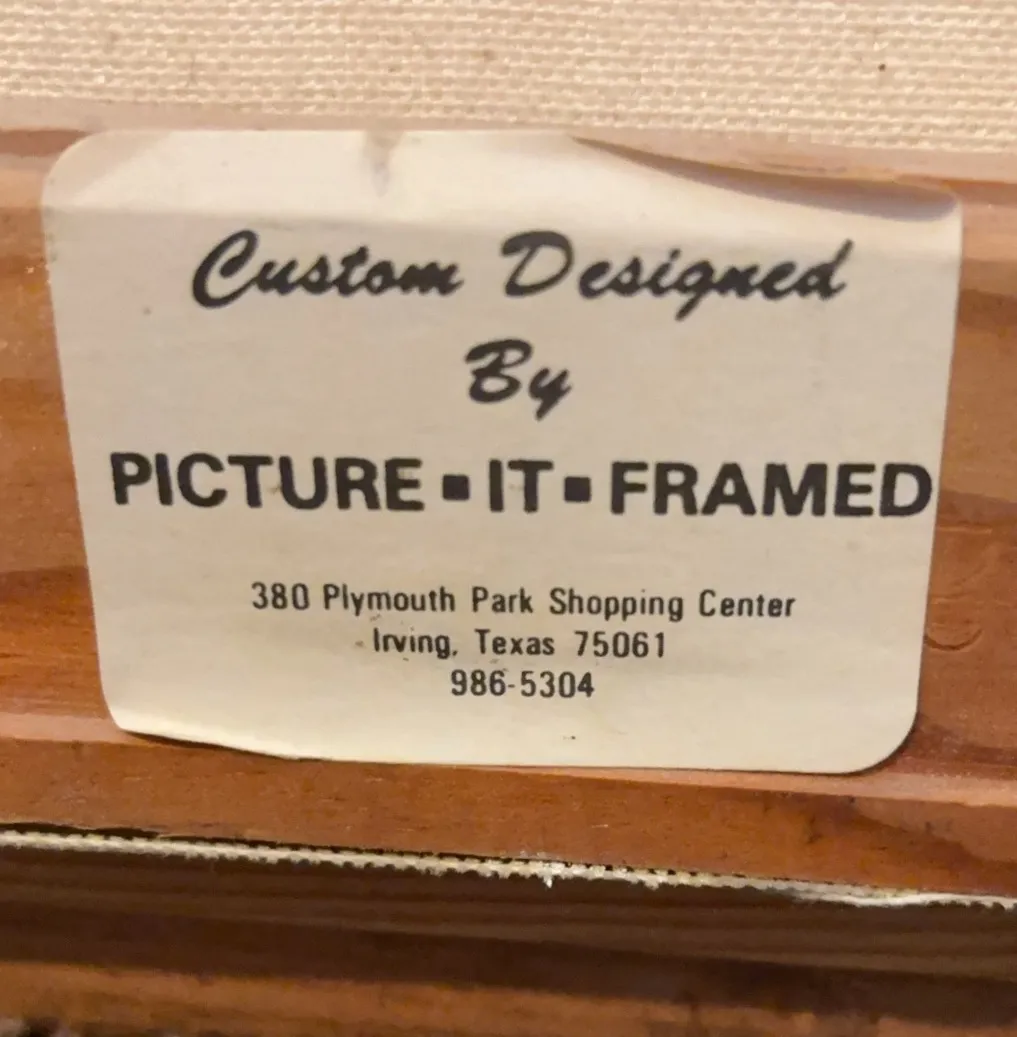 Custom Designed
By
PICTURE▪IT▪FRAMED
380 Plymouth Park Shopping Center
Irving, Texas 75061
986-5304